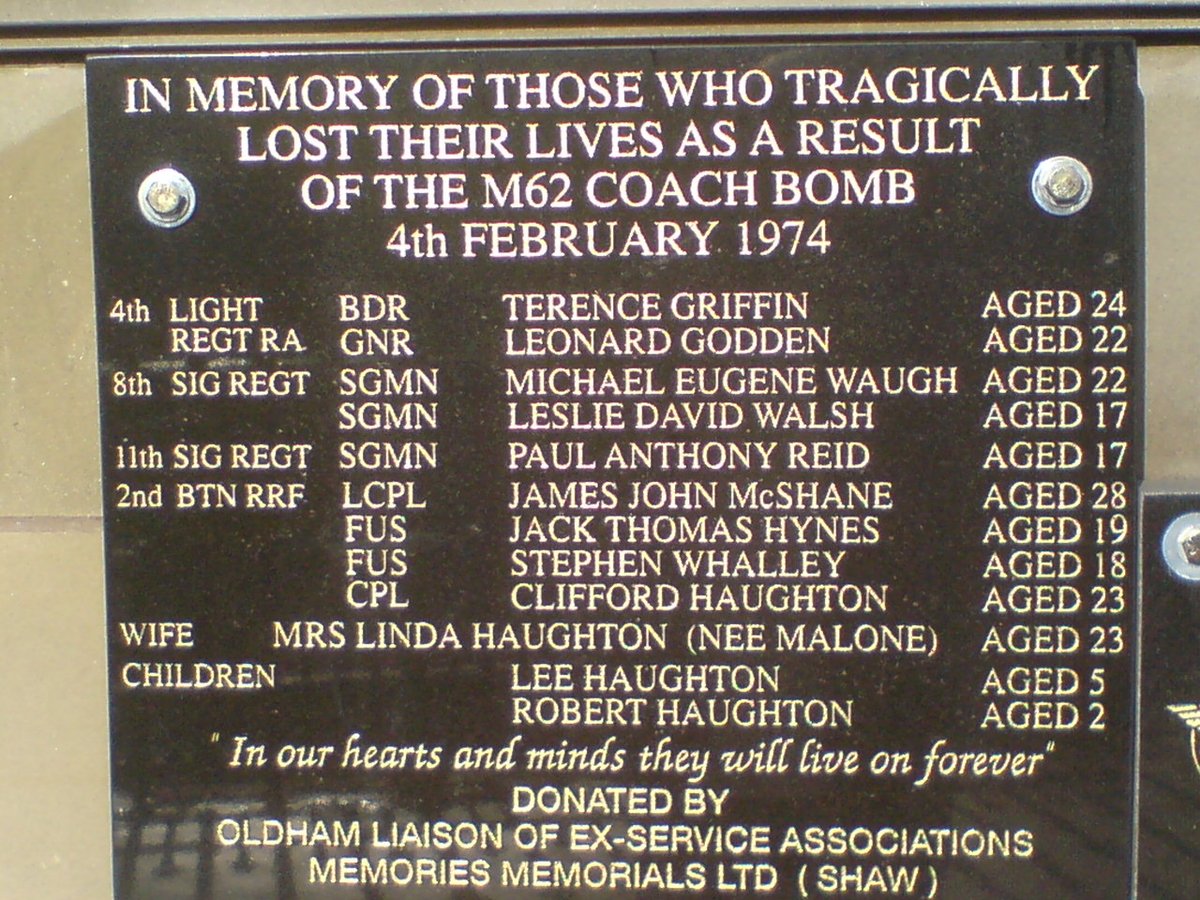 IN MEMORY OF THOSE WHO TRAGICALLY
LOST THEIR LIVES AS A RESULT
OF THE M62 COACH BOMB
4th FEBRUARY 1974
4th LIGHT BDR TERENCE GRIFFIN AGED 24
REGT RA GNR LEONARD GODDEN AGED 22
8th SIG REGT SGMN MICHAEL EUGENE WAUGH AGED 22
SGMN LESLIE DAVID WALSH AGED 17
11th SIG REGT SGMN PAUL ANTHONY REID AGED 17
2nd BTN RRF LCPL JAMES JOHN McSHANE AGED 28
FUS JACK THOMAS HYNES AGED 19
FUS STEPHEN WHALLEY AGED 18
CPL CLIFFORD HAUGHTON AGED 23
WIFE MRS LINDA HAUGHTON (NEE MALONE) AGED 23
CHILDREN LEE HAUGHTON AGED 5
ROBERT HAUGHTON AGED 2
"In our hearts and minds they will live on forever"
DONATED BY
OLDHAM LIAISON OF EX-SERVICE ASSOCIATIONS
MEMORIES MEMORIALS LTD ( SHAW )